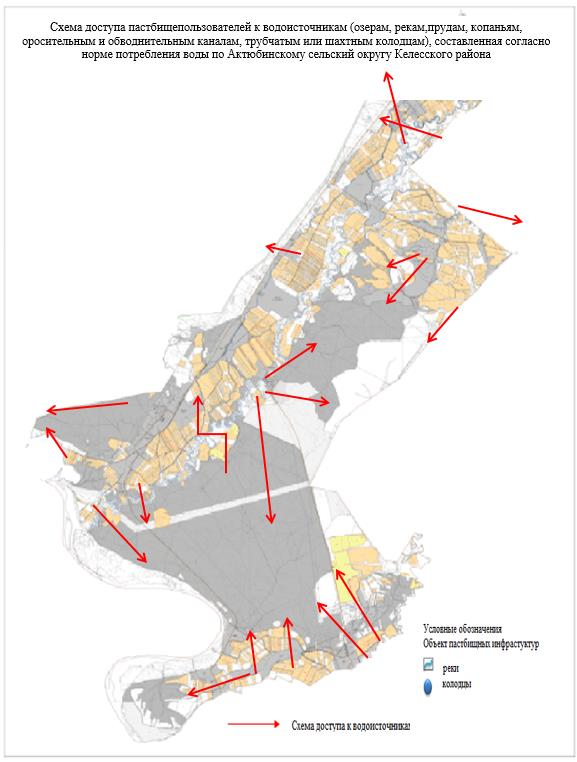 Схема доступа пастбищепользователей к водоисточникам (озерам, рекам,прудам, копаньям,
оросительным и обводнительным каналам, трубчатым или шахтным колодцам), составленная согласно
норме потребления воды по Актюбинскому сельский округу Келесского района
Условные обозначения
Объект пастбищных инфраструктур
реки
колодцы
Схема доступа к водоисточника